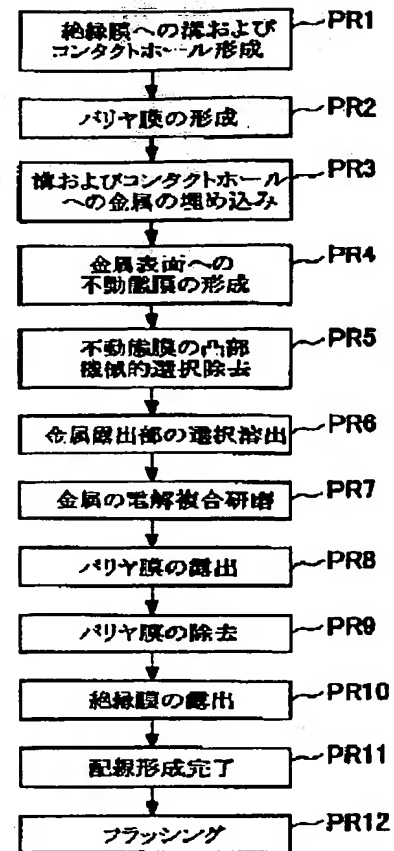 絶縁膜への溝および
コンタクトホール形成
PR1
バリヤ膜の形成
PR2
溝およびコンタクトホール
への金属の埋め込み
PR3
金属表面への
不動態膜の形成
PR4
不動態膜の凸部
機械的選択除去
PR5
金属露出部の選択溶出
PR6
金属の電解複合研磨
PR7
バリヤ膜の露出
PR8
バリヤ膜の除去
PR9
絶縁膜の露出
PR10
配線形成完了
PR11
フラッシング
PR12